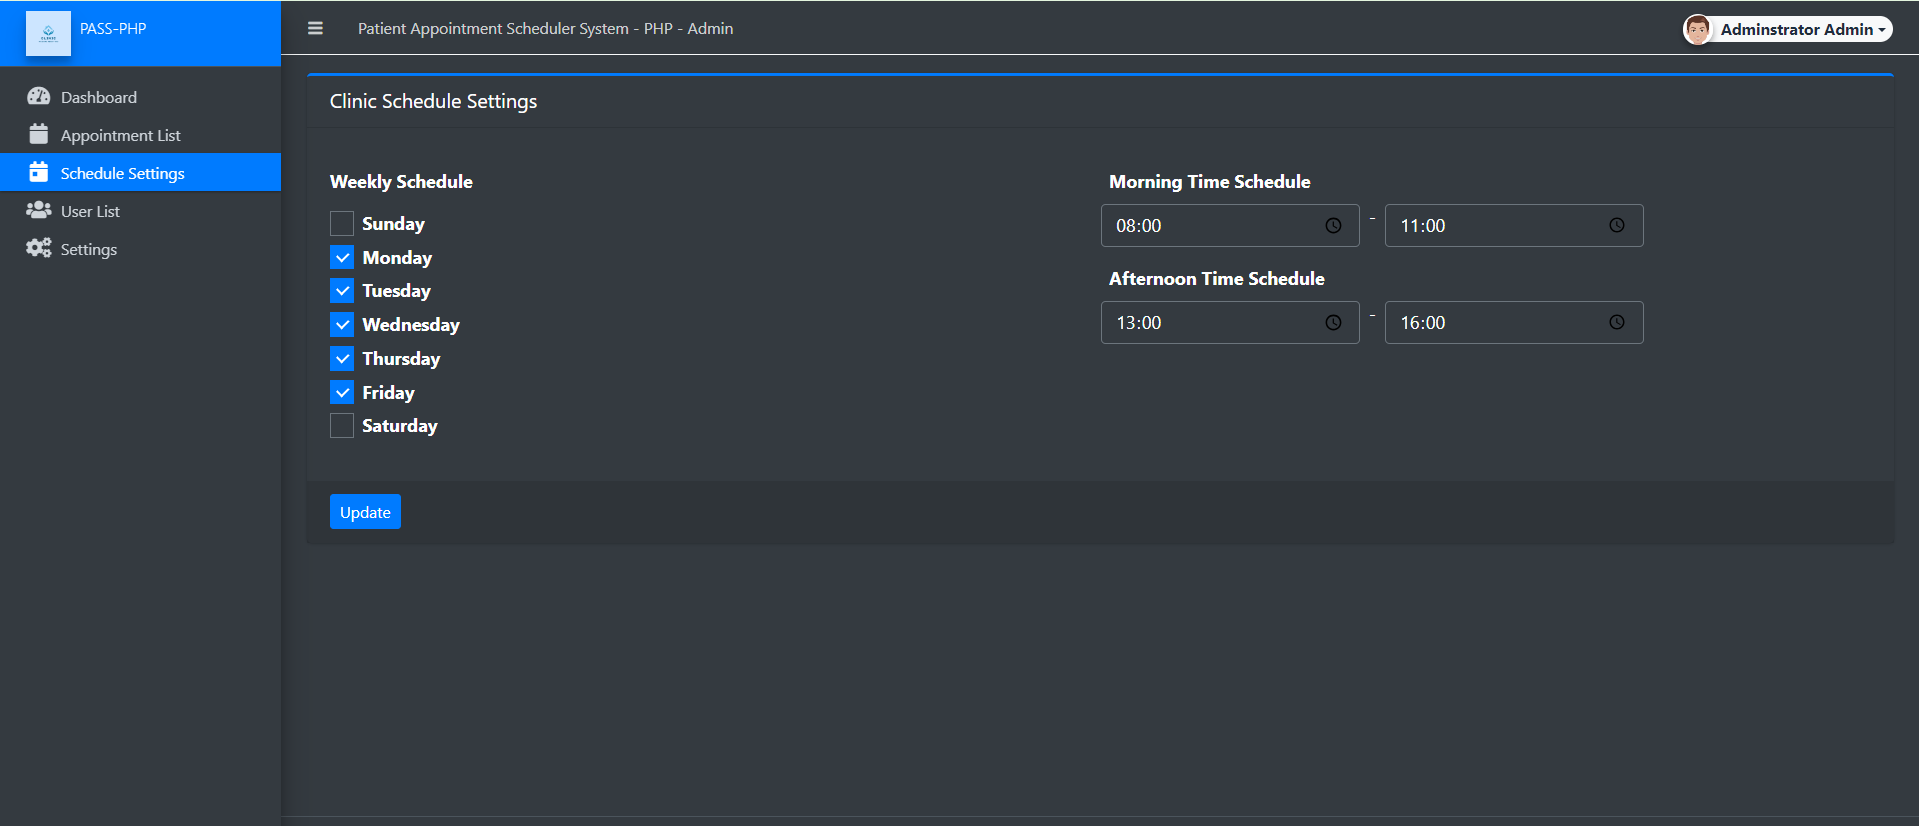 PASS-PHP
Patient Appointment Scheduler System - PHP - Admin
Adminstrator Admin
Dashboard
Appointment List
Schedule Settings
User List
Settings
Clinic Schedule Settings
Weekly Schedule
Sunday
Monday
Tuesday
Wednesday
Thursday
Friday
Saturday
Morning Time Schedule
08:00 - 11:00
Afternoon Time Schedule
13:00 - 16:00
Update